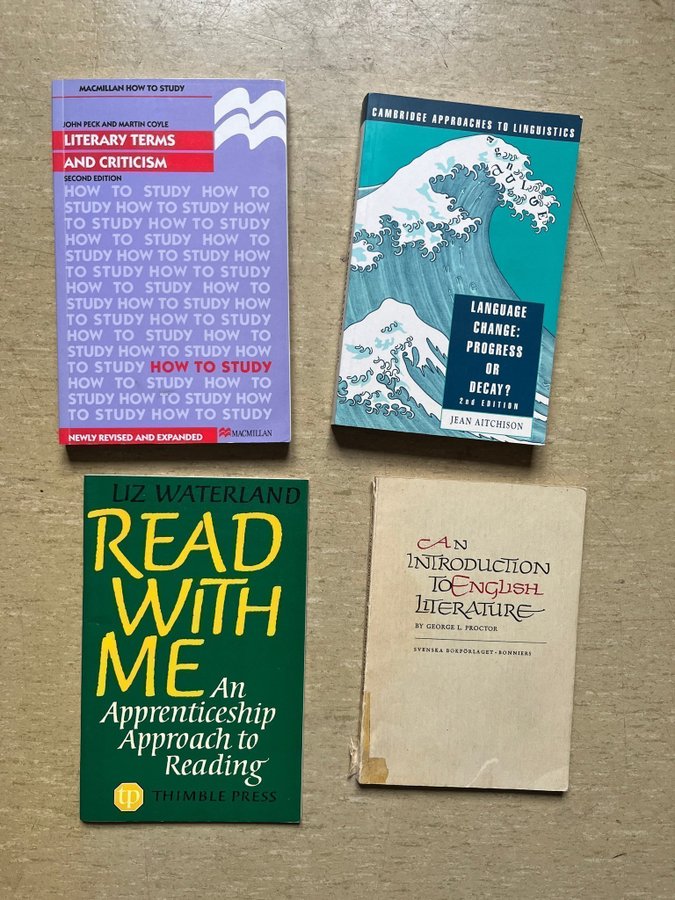 MACMILLAN HOW TO STUDY
JOHN PECK AND MARTIN COYLE
LITERARY TERMS
AND CRITICISM
SECOND EDITION
HOW TO STUDY HOW TO
STUDY HOW TO STUDY HOW
TO STUDY HOW TO STUDY
HOW TO STUDY HOW TO
STUDY HOW TO STUDY HOW
TO STUDY HOW TO STUDY
HOW TO STUDY HOW TO
STUDY HOW TO STUDY HOW
TO STUDY HOW TO STUDY
HOW TO STUDY HOW TO
STUDY HOW TO STUDY HOW
TO STUDY HOW TO STUDY
HOW TO STUDY HOW TO
STUDY HOW TO STUDY HOW
TO STUDY HOW TO STUDY
NEWLY REVISED AND EXPANDED
MACMILLAN
CAMBRIDGE APPROACHES TO LINGUISTICS
LANGUAGE
CHANGE:
PROGRESS
OR
DECAY?
2nd EDITION
JEAN AITCHISON
LIZ WATERLAND
READ
WITH
ME
An
Apprenticeship
Approach to
Reading
tp
THIMBLE PRESS
AN
INTRODUCTION
TO ENGLISH
LITERATURE
BY GEORGE L. PROCTOR
SVENSKA BOKFÖRLAGET · BONNIERS